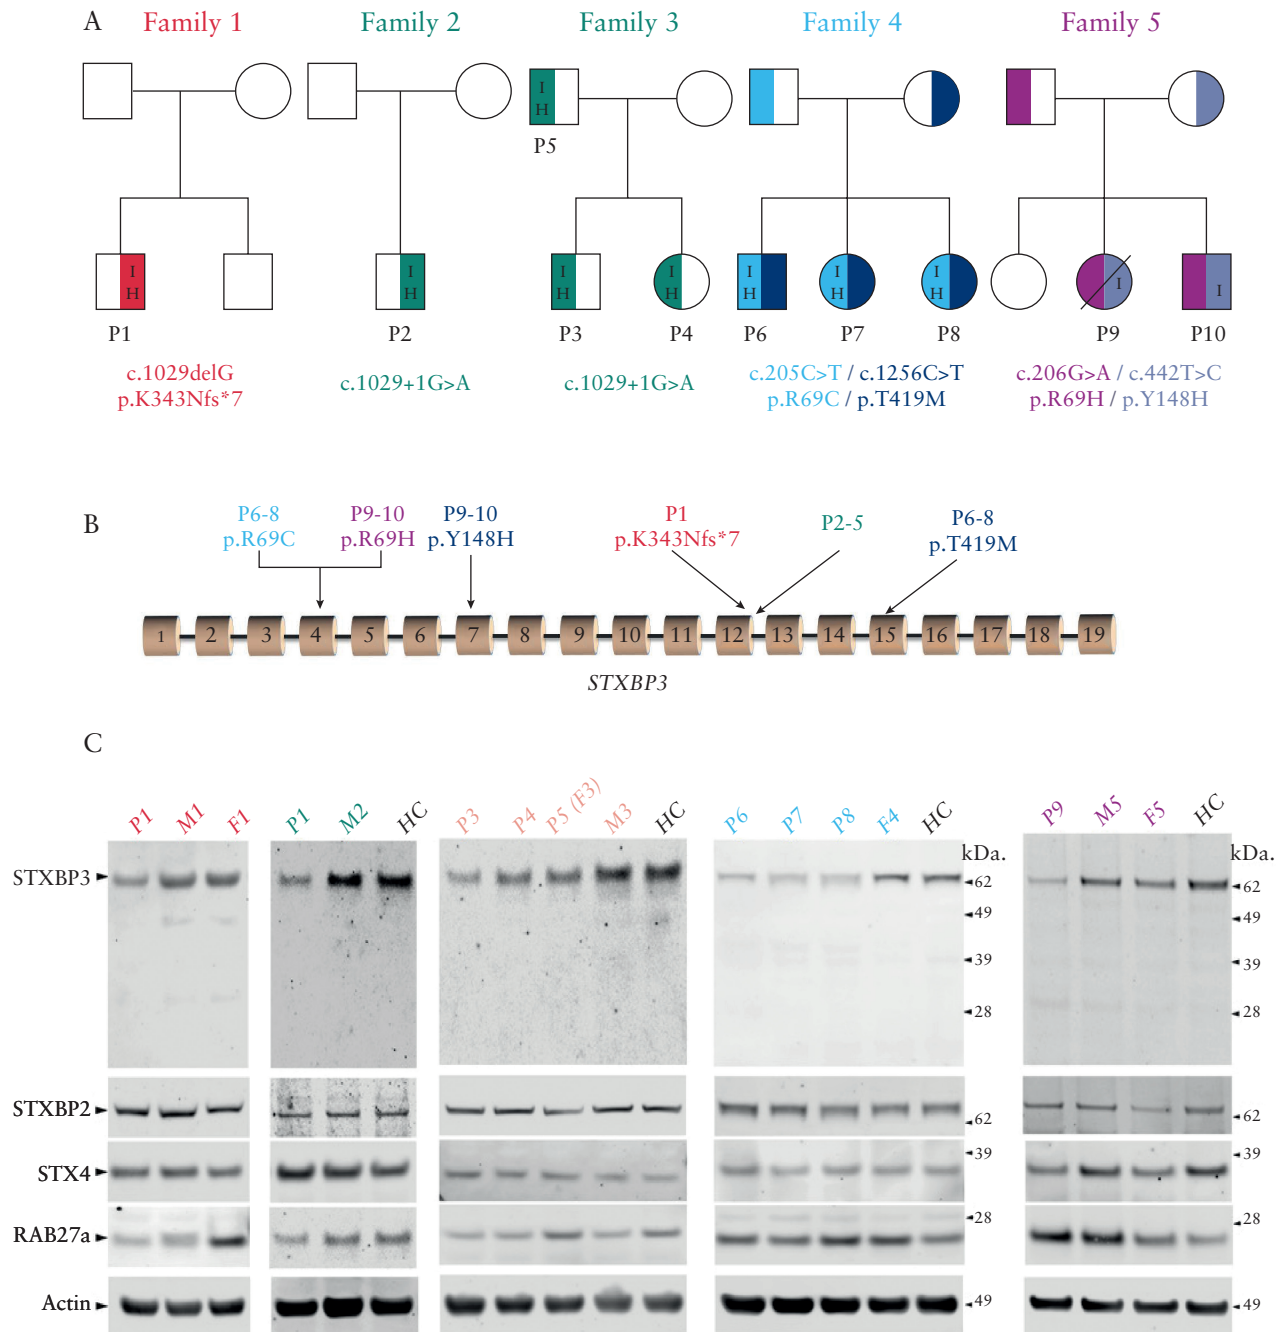 A
Family 1
Family 2
Family 3
Family 4
Family 5
I
H
P5
I
H
I
H
I
H
I
H
I
H
I
H
I
H
I
I
P1
P2
P3
P4
P6
P7
P8
P9
P10
c.1029delG
p.K343Nfs*7
c.1029+1G>A
c.1029+1G>A
c.205C>T / c.1256C>T
p.R69C / p.T419M
c.206G>A / c.442T>C
p.R69H / p.Y148H
B
P6-8
p.R69C
P9-10
p.R69H
P9-10
p.Y148H
P1
p.K343Nfs*7
P2-5
P6-8
p.T419M
1 2 3 4 5 6 7 8 9 10 11 12 13 14 15 16 17 18 19
STXBP3
C
P1 M1 F1
P1 M2 HC
P3 P4 P5 (F3) M3 HC
P6 P7 P8 F4 HC
P9 M5 F5 HC
kDa.
kDa.
STXBP3
62
49
39
28
62
49
39
28
STXBP2
62
62
STX4
39
39
RAB27a
28
28
Actin
49
49